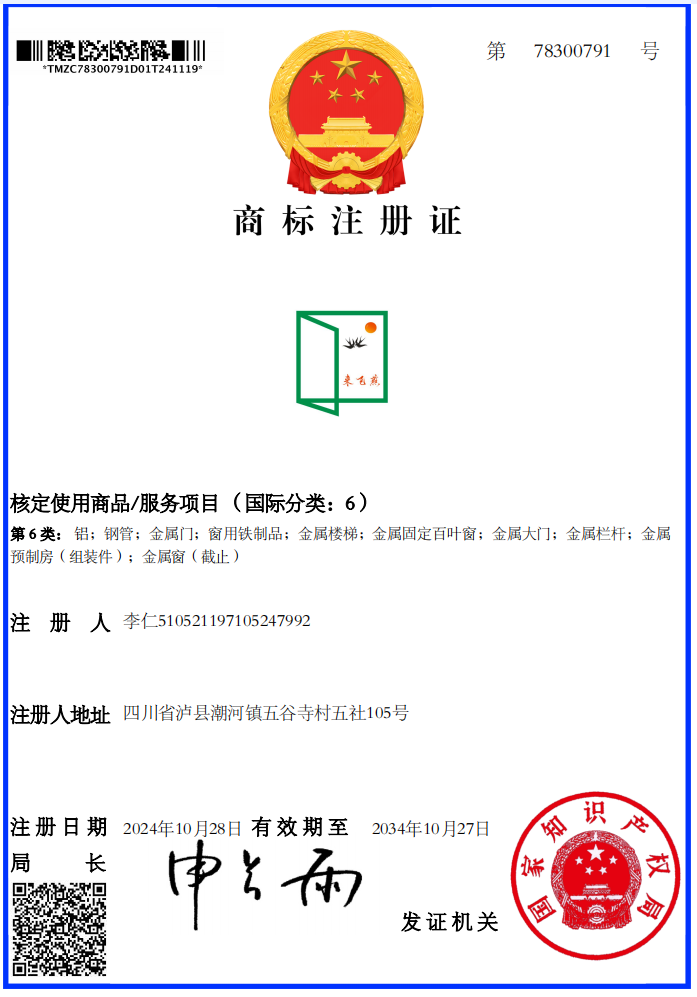 *TMZC78300791D01T241119*
第 78300791 号
商标注册证
来飞燕
核定使用商品/服务项目（国际分类：6）
第6类：铝；钢管；金属门；窗用铁制品；金属楼梯；金属固定百叶窗；金属大门；金属栏杆；金属
预制房（组装件）；金属窗（截止）
注册人 李仁510521197105247992
注册人地址 四川省泸县潮河镇五谷寺村五社105号
注册日期 2024年10月28日 有效期至 2034年10月27日
局长 申长雨
发证机关
国家知识产权局